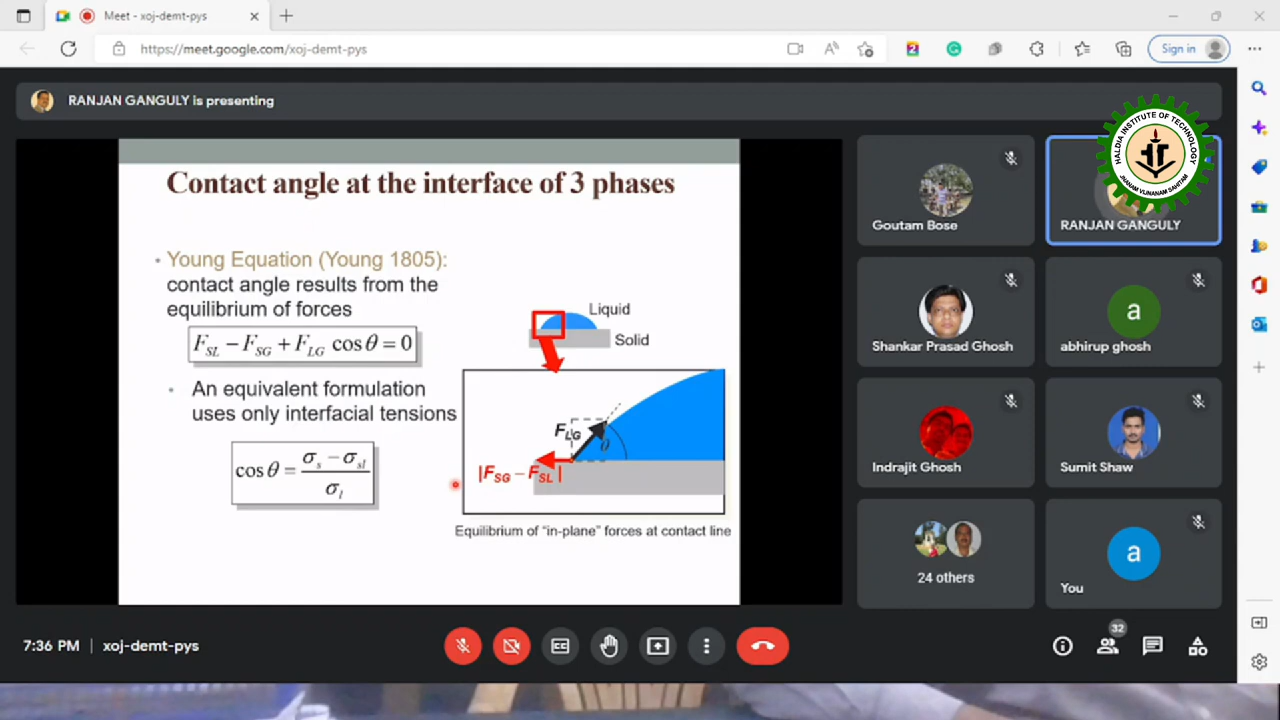 Meet - xoj-demt-pys
https://meet.google.com/xoj-demt-pys
Sign in
RANJAN GANGULY is presenting
HALDIA INSTITUTE OF TECHNOLOGY
JNANAM VIJNANAM SAHITAM
Contact angle at the interface of 3 phases
• Young Equation (Young 1805):
contact angle results from the
equilibrium of forces
F_SL – F_SG + F_LG cos θ = 0
• An equivalent formulation
uses only interfacial tensions
cos θ = (σ_s – σ_sl) / σ_l
Liquid
Solid
F_LG
θ
|F_SG – F_SL|
Equilibrium of “in-plane” forces at contact line
Goutam Bose
RANJAN GANGULY
Shankar Prasad Ghosh
a
abhirup ghosh
Indrajit Ghosh
Sumit Shaw
24 others
a
You
7:36 PM | xoj-demt-pys
32